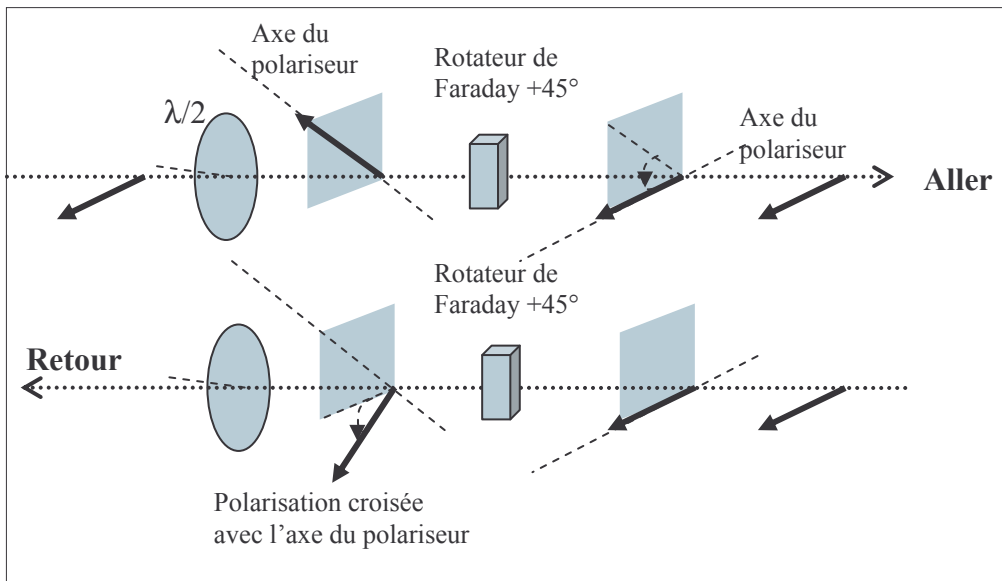 Axe du
polariseur
Rotateur de
Faraday +45°
λ/2
Axe du
polariseur
Aller
Rotateur de
Faraday +45°
Retour
Polarisation croisée
avec l'axe du polariseur